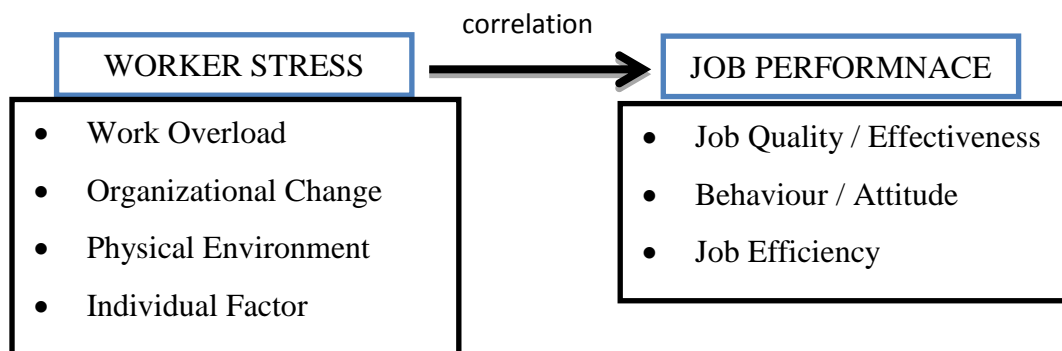 correlation
WORKER STRESS
• Work Overload
• Organizational Change
• Physical Environment
• Individual Factor
JOB PERFORMNACE
• Job Quality / Effectiveness
• Behaviour / Attitude
• Job Efficiency